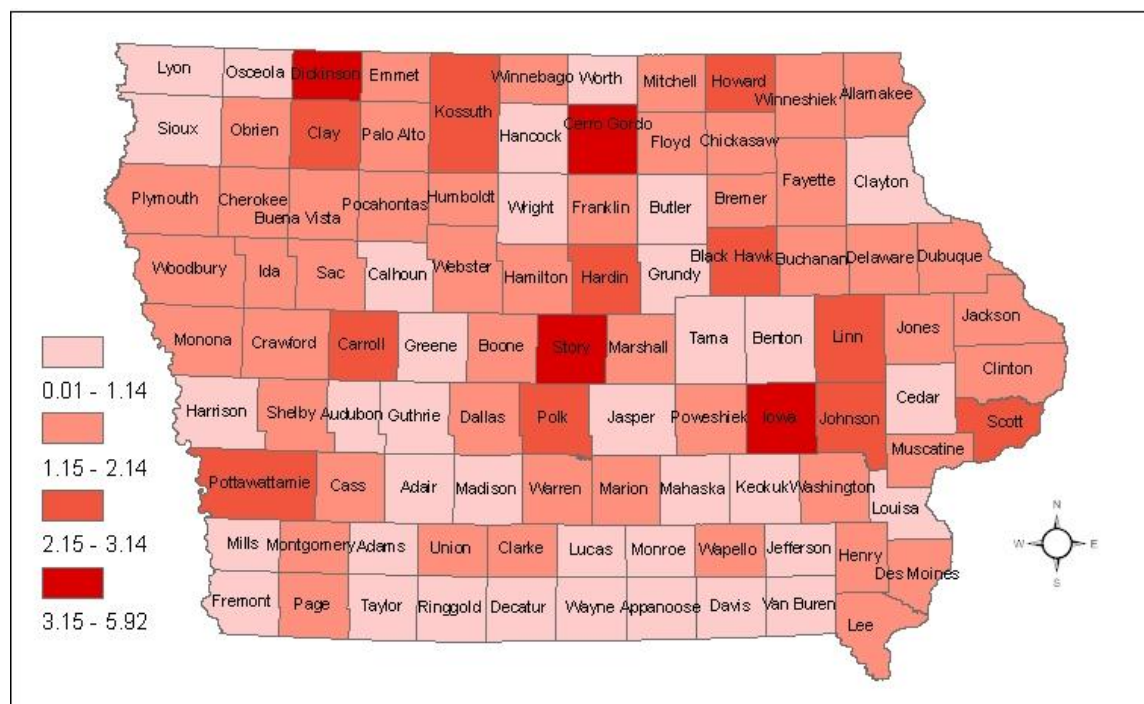 Lyon
Osceola
Dickinson
Emmet
Kossuth
Winnebago
Worth
Mitchell
Howard
Winneshiek
Allamakee
Sioux
Obrien
Clay
Palo Alto
Hancock
Cerro Gordo
Floyd
Chickasaw
Plymouth
Cherokee
Buena Vista
Pocahontas
Humboldt
Wright
Franklin
Butler
Bremer
Fayette
Clayton
Woodbury
Ida
Sac
Calhoun
Webster
Hamilton
Hardin
Grundy
Black Hawk
Buchanan
Delaware
Dubuque
Monona
Crawford
Carroll
Greene
Boone
Story
Marshall
Tama
Benton
Linn
Jones
Jackson
Clinton
Harrison
Shelby
Audubon
Guthrie
Dallas
Polk
Jasper
Poweshiek
Iowa
Johnson
Cedar
Scott
Muscatine
Pottawattamie
Cass
Adair
Madison
Warren
Marion
Mahaska
Keokuk
Washington
Louisa
Mills
Montgomery
Adams
Union
Clarke
Lucas
Monroe
Wapello
Jefferson
Henry
Des Moines
Fremont
Page
Taylor
Ringgold
Decatur
Wayne
Appanoose
Davis
Van Buren
Lee
0.01 - 1.14
1.15 - 2.14
2.15 - 3.14
3.15 - 5.92
N
W
E
S